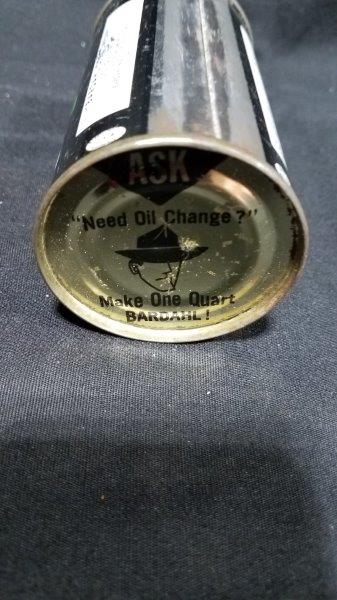 ASK
"Need Oil Change?"
Make One Quart
BARDAHL!